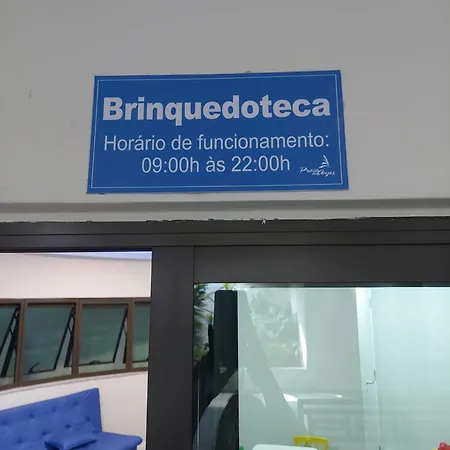 Brinquedoteca
Horário de funcionamento:
09:00h às 22:00h